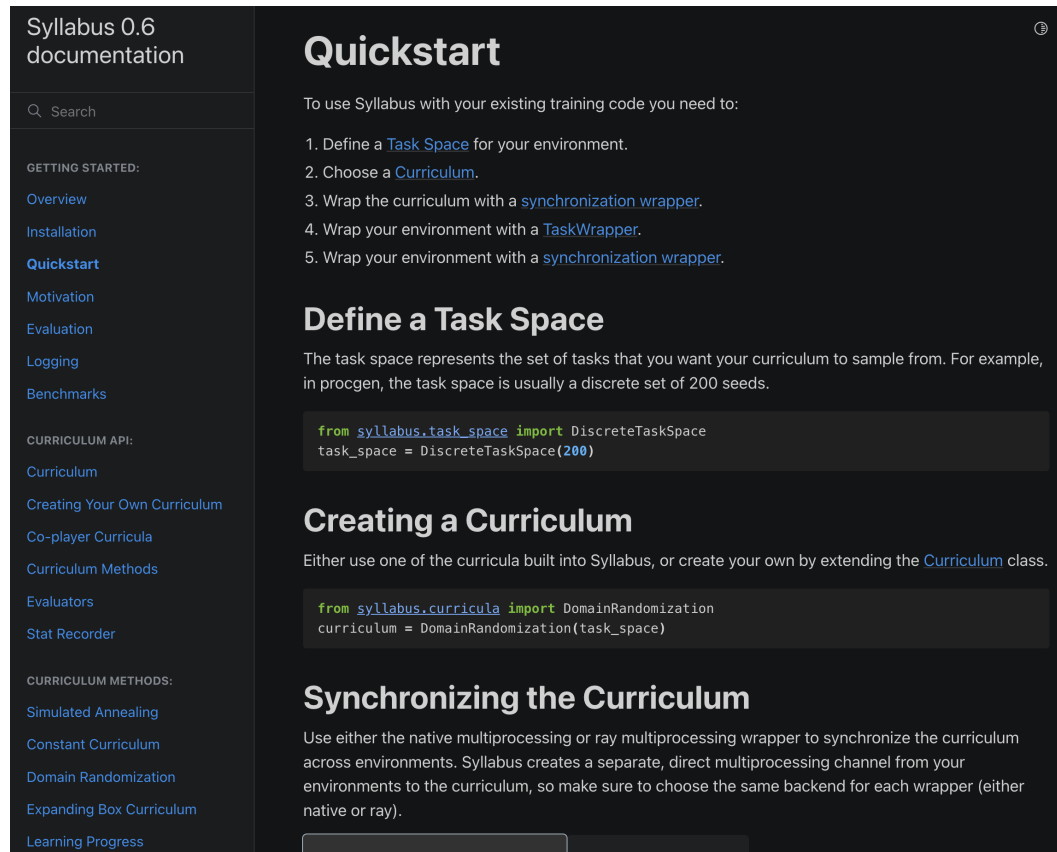 Syllabus 0.6
documentation
Search
GETTING STARTED:
Overview
Installation
Quickstart
Motivation
Evaluation
Logging
Benchmarks
CURRICULUM API:
Curriculum
Creating Your Own Curriculum
Co-player Curricula
Curriculum Methods
Evaluators
Stat Recorder
CURRICULUM METHODS:
Simulated Annealing
Constant Curriculum
Domain Randomization
Expanding Box Curriculum
Learning Progress
Quickstart
To use Syllabus with your existing training code you need to:
1. Define a Task Space for your environment.
2. Choose a Curriculum.
3. Wrap the curriculum with a synchronization wrapper.
4. Wrap your environment with a TaskWrapper.
5. Wrap your environment with a synchronization wrapper.
Define a Task Space
The task space represents the set of tasks that you want your curriculum to sample from. For example,
in procgen, the task space is usually a discrete set of 200 seeds.
from syllabus.task_space import DiscreteTaskSpace
task_space = DiscreteTaskSpace(200)
Creating a Curriculum
Either use one of the curricula built into Syllabus, or create your own by extending the Curriculum class.
from syllabus.curricula import DomainRandomization
curriculum = DomainRandomization(task_space)
Synchronizing the Curriculum
Use either the native multiprocessing or ray multiprocessing wrapper to synchronize the curriculum
across environments. Syllabus creates a separate, direct multiprocessing channel from your
environments to the curriculum, so make sure to choose the same backend for each wrapper (either
native or ray).